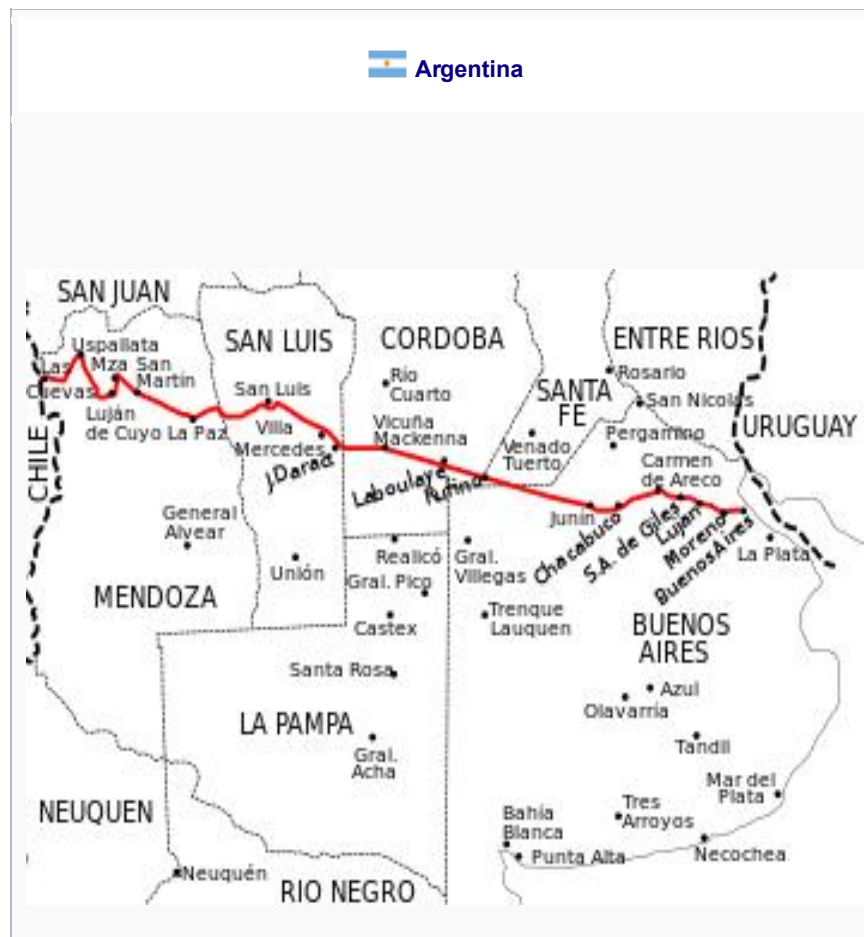 Argentina
SAN JUAN
SAN LUIS
CORDOBA
ENTRE RIOS
Uspallata
Mza
San
Martín
Las
Cuevas
Luján
de Cuyo
La Paz
San Luis
Río
Cuarto
SANTA
FE
Rosario
San Nicolas
URUGUAY
CHILE
Villa
Mercedes
J.Daract
Vicuña
Mackenna
Laboulaye
Rufino
Venado
Tuerto
Pergamino
Carmen
de Areco
Junín
Chacabuco
S.A. de Giles
Luján
Moreno
BuenosAires
La Plata
General
Alvear
Unión
Realicó
Gral. Pico
Gral.
Villegas
MENDOZA
Castex
Trenque
Lauquen
BUENOS
AIRES
Santa Rosa
Azul
Olavarría
LA PAMPA
Gral.
Acha
Tandil
Mar del
Plata
NEUQUEN
Bahía
Blanca
Tres
Arroyos
Punta Alta
Necochea
Neuquén
RIO NEGRO